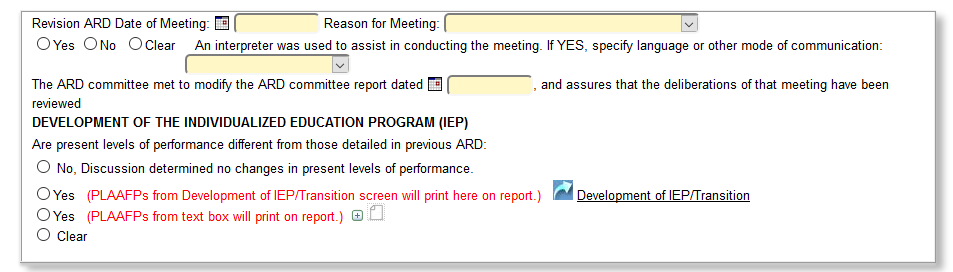 Revision ARD Date of Meeting: Reason for Meeting:
Yes No Clear An interpreter was used to assist in conducting the meeting. If YES, specify language or other mode of communication:
The ARD committee met to modify the ARD committee report dated , and assures that the deliberations of that meeting have been
reviewed
DEVELOPMENT OF THE INDIVIDUALIZED EDUCATION PROGRAM (IEP)
Are present levels of performance different from those detailed in previous ARD:
No, Discussion determined no changes in present levels of performance.
Yes (PLAAFPs from Development of IEP/Transition screen will print here on report.) Development of IEP/Transition
Yes (PLAAFPs from text box will print on report.)
Clear